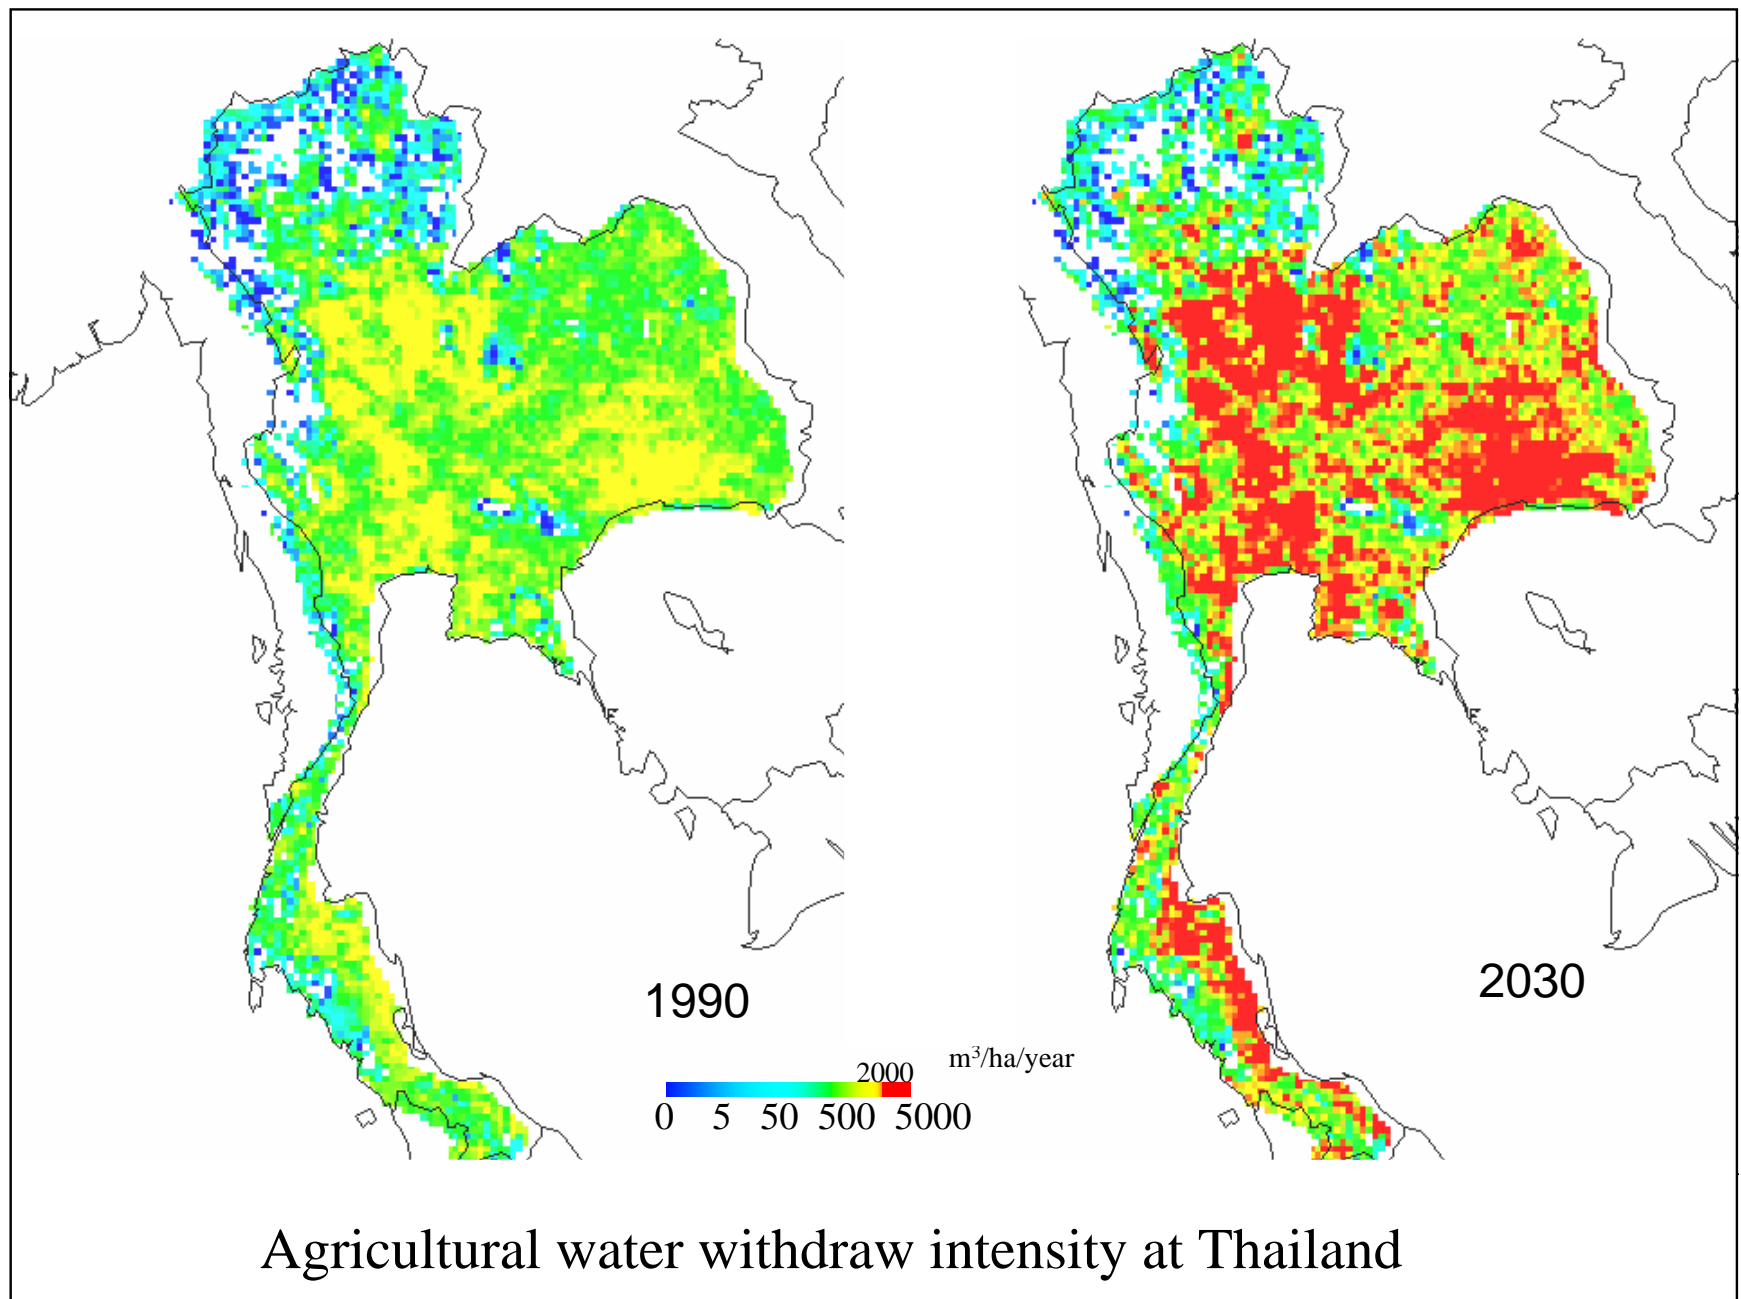 1990
2030
2000 m³/ha/year
0 5 50 500 5000
Agricultural water withdraw intensity at Thailand